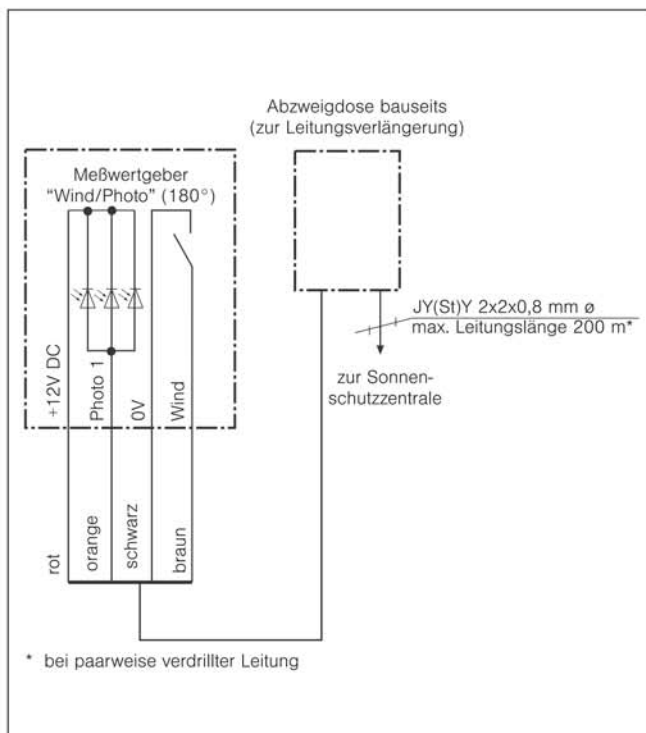 Abzweigdose bauseits
(zur Leitungsverlängerung)
Meßwertgeber
“Wind/Photo” (180°)
+12V DC
Photo 1
0V
Wind
JY(St)Y 2x2x0,8 mm ø
max. Leitungslänge 200 m*
zur Sonnen-
schutzzentrale
rot
orange
schwarz
braun
* bei paarweise verdrillter Leitung